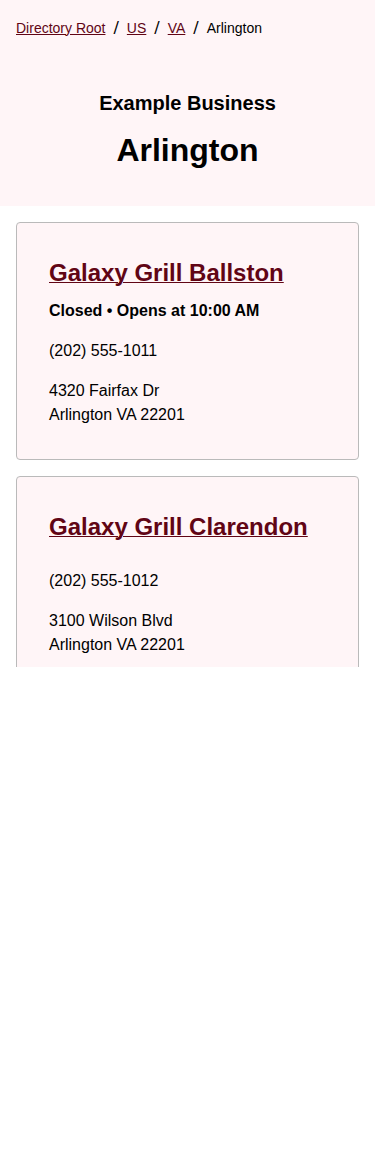 Directory Root / US / VA / Arlington
Example Business
Arlington
Galaxy Grill Ballston
Closed • Opens at 10:00 AM
(202) 555-1011
4320 Fairfax Dr
Arlington VA 22201
Galaxy Grill Clarendon
(202) 555-1012
3100 Wilson Blvd
Arlington VA 22201